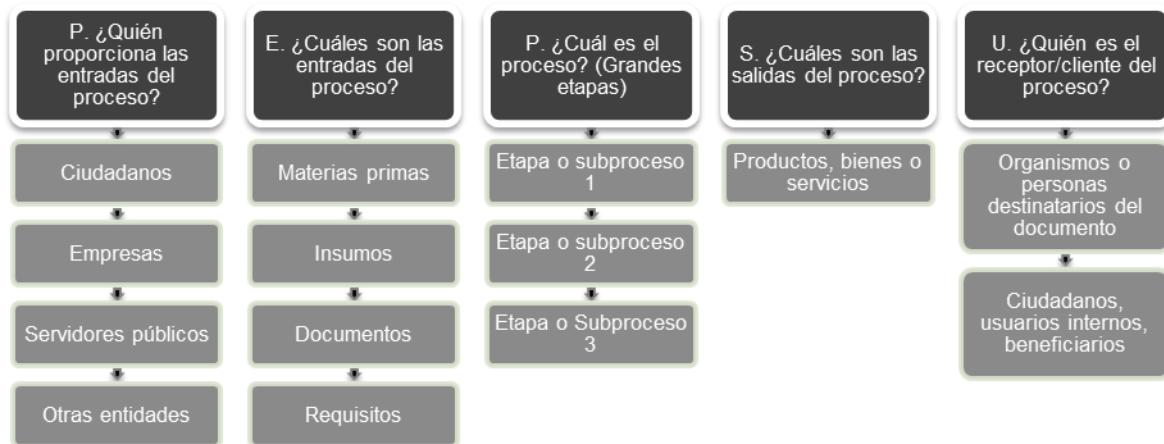 P. ¿Quién
proporciona las
entradas del
proceso?
Ciudadanos
Empresas
Servidores públicos
Otras entidades
E. ¿Cuáles son las
entradas del
proceso?
Materias primas
Insumos
Documentos
Requisitos
P. ¿Cuál es el
proceso? (Grandes
etapas)
Etapa o subproceso
1
Etapa o subproceso
2
Etapa o Subproceso
3
S. ¿Cuáles son las
salidas del proceso?
Productos, bienes o
servicios
U. ¿Quién es el
receptor/cliente del
proceso?
Organismos o
personas
destinatarios del
documento
Ciudadanos,
usuarios internos,
beneficiarios